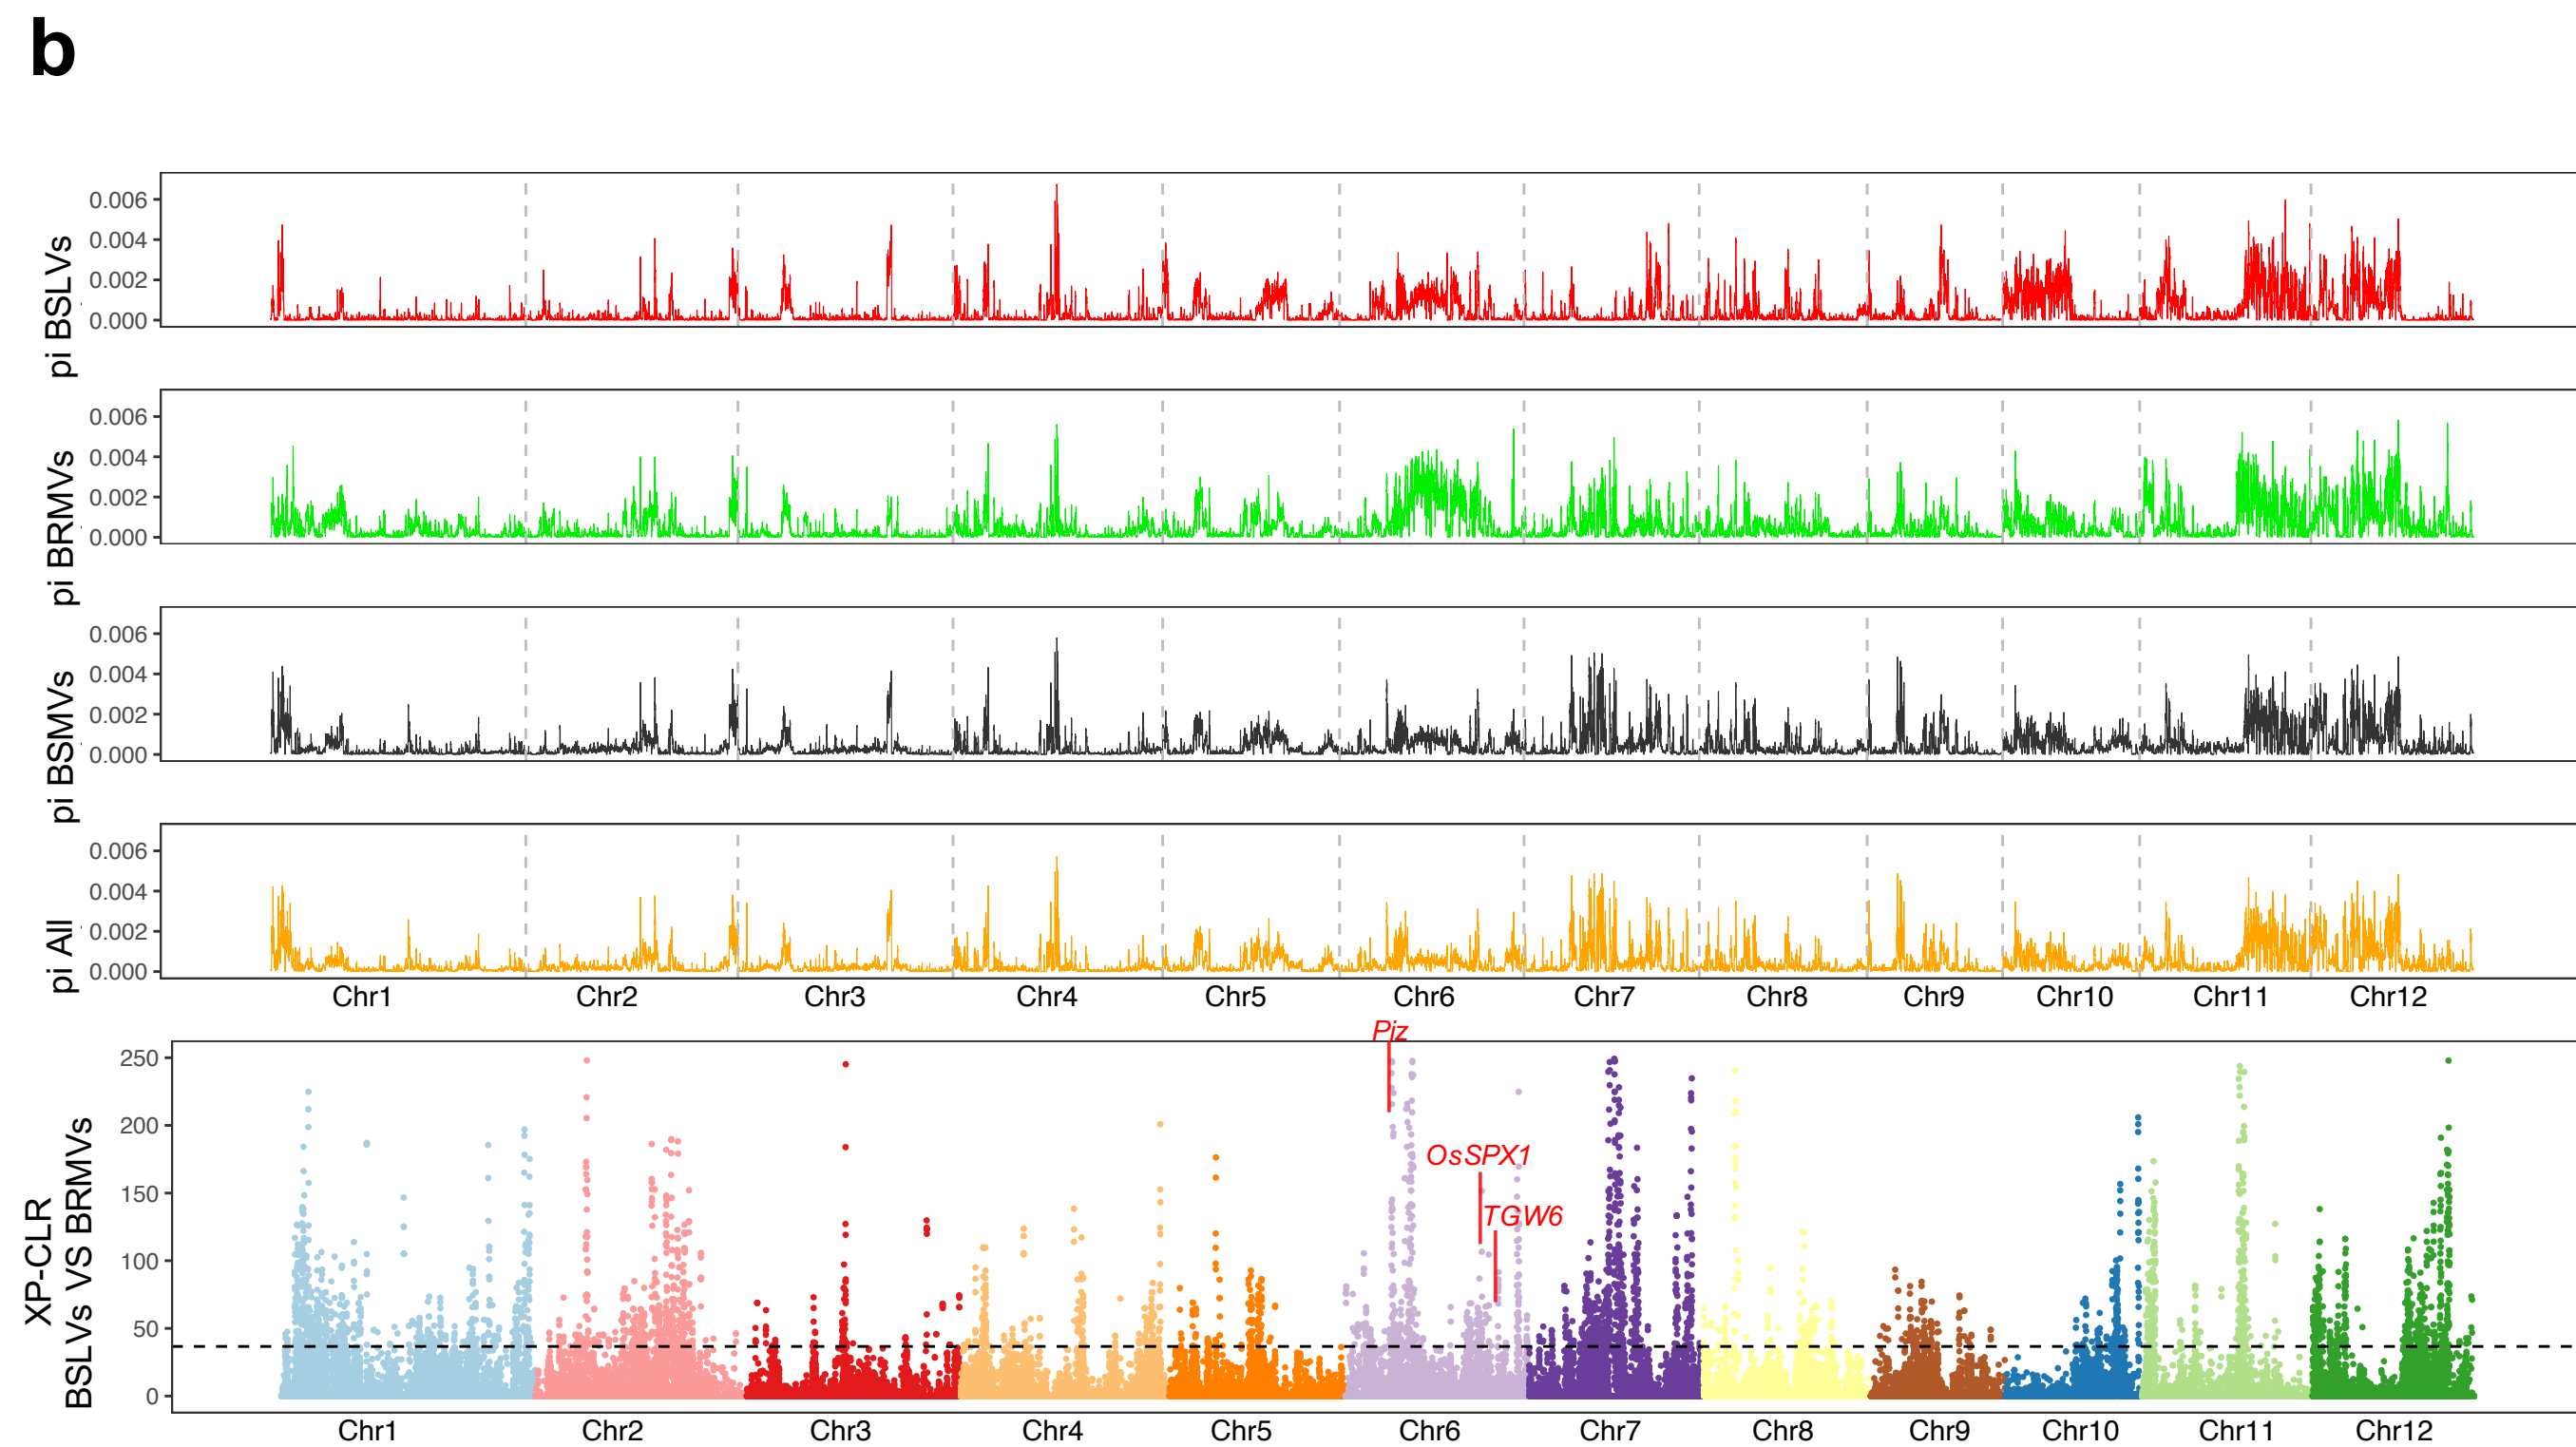 b
pi BSLVs
0.006
0.004
0.002
0.000
pi BRMVs
0.006
0.004
0.002
0.000
pi BSMVs
0.006
0.004
0.002
0.000
pi All
0.006
0.004
0.002
0.000
Chr1 Chr2 Chr3 Chr4 Chr5 Chr6 Chr7 Chr8 Chr9 Chr10 Chr11 Chr12
XP-CLR
BSLVs VS BRMVs
250
200
150
100
50
0
Piz
OsSPX1
TGW6
Chr1 Chr2 Chr3 Chr4 Chr5 Chr6 Chr7 Chr8 Chr9 Chr10 Chr11 Chr12